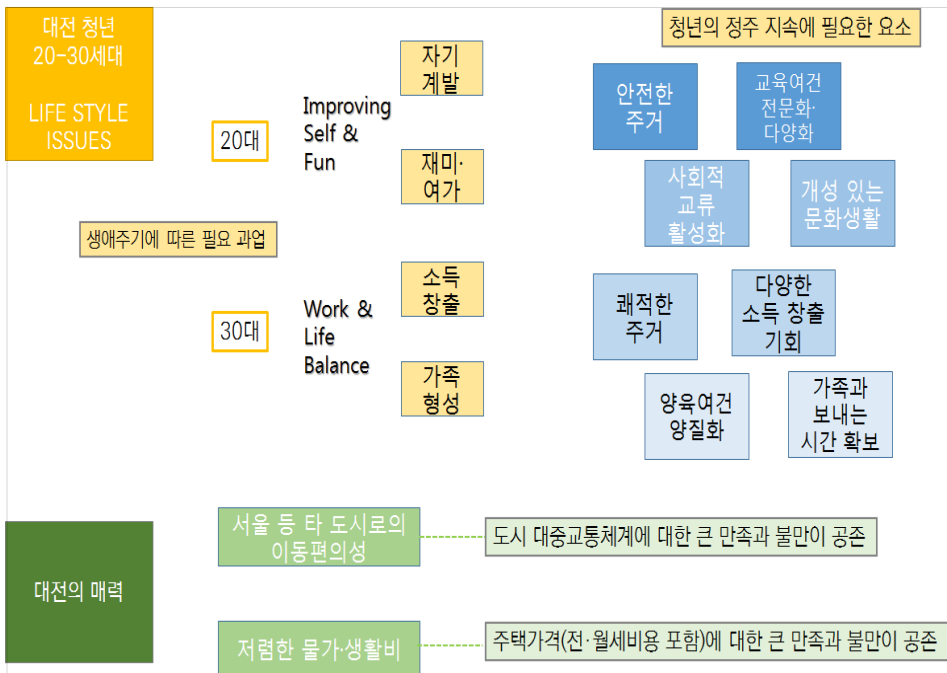 대전 청년
20-30세대
LIFE STYLE
ISSUES
생애주기에 따른 필요 과업
20대
Improving
Self &
Fun
자기
계발
재미·
여가
30대
Work &
Life
Balance
소득
창출
가족
형성
청년의 정주 지속에 필요한 요소
안전한
주거
교육여건
전문화·
다양화
사회적
교류
활성화
개성 있는
문화생활
쾌적한
주거
다양한
소득 창출
기회
양육여건
양질화
가족과
보내는
시간 확보
대전의 매력
서울 등 타 도시로의
이동편의성
도시 대중교통체계에 대한 큰 만족과 불만이 공존
저렴한 물가·생활비
주택가격(전·월세비용 포함)에 대한 큰 만족과 불만이 공존